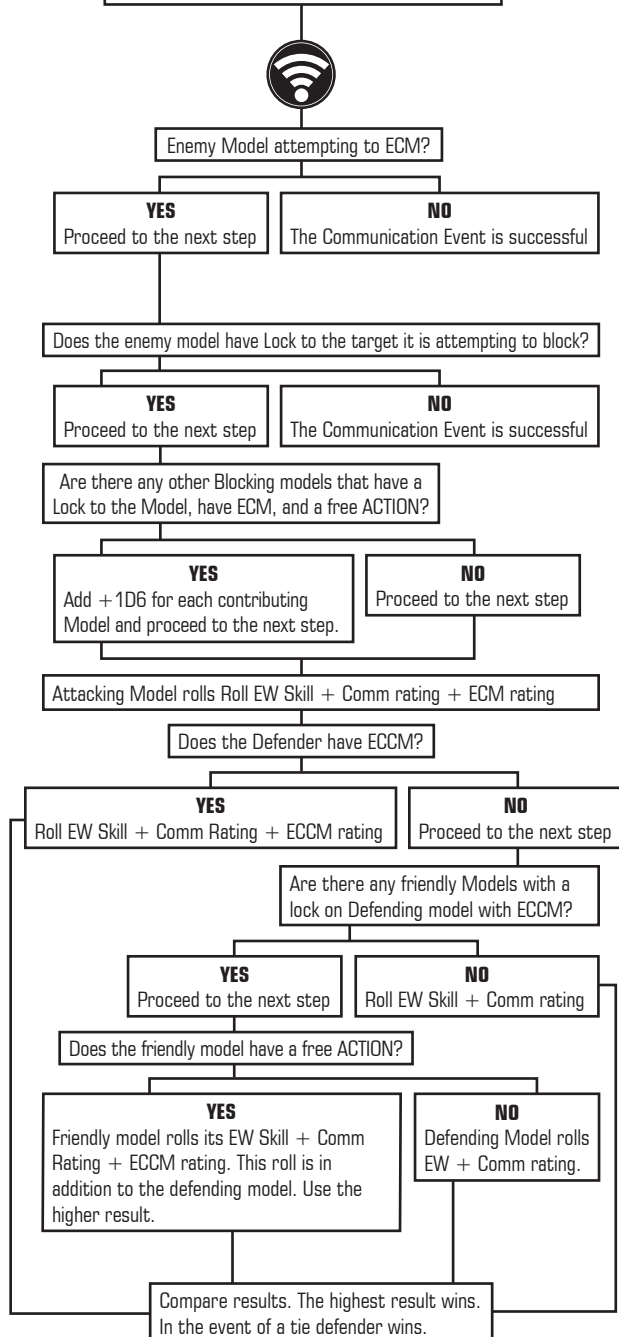 Enemy Model attempting to ECM?
YES
Proceed to the next step
NO
The Communication Event is successful
Does the enemy model have Lock to the target it is attempting to block?
YES
Proceed to the next step
NO
The Communication Event is successful
Are there any other Blocking models that have a
Lock to the Model, have ECM, and a free ACTION?
YES
Add +1D6 for each contributing
Model and proceed to the next step.
NO
Proceed to the next step
Attacking Model rolls Roll EW Skill + Comm rating + ECM rating
Does the Defender have ECCM?
YES
Roll EW Skill + Comm Rating + ECCM rating
NO
Proceed to the next step
Are there any friendly Models with a
lock on Defending model with ECCM?
YES
Proceed to the next step
NO
Roll EW Skill + Comm rating
Does the friendly model have a free ACTION?
YES
Friendly model rolls its EW Skill + Comm
Rating + ECCM rating. This roll is in
addition to the defending model. Use the
higher result.
NO
Defending Model rolls
EW + Comm rating.
Compare results. The highest result wins.
In the event of a tie defender wins.